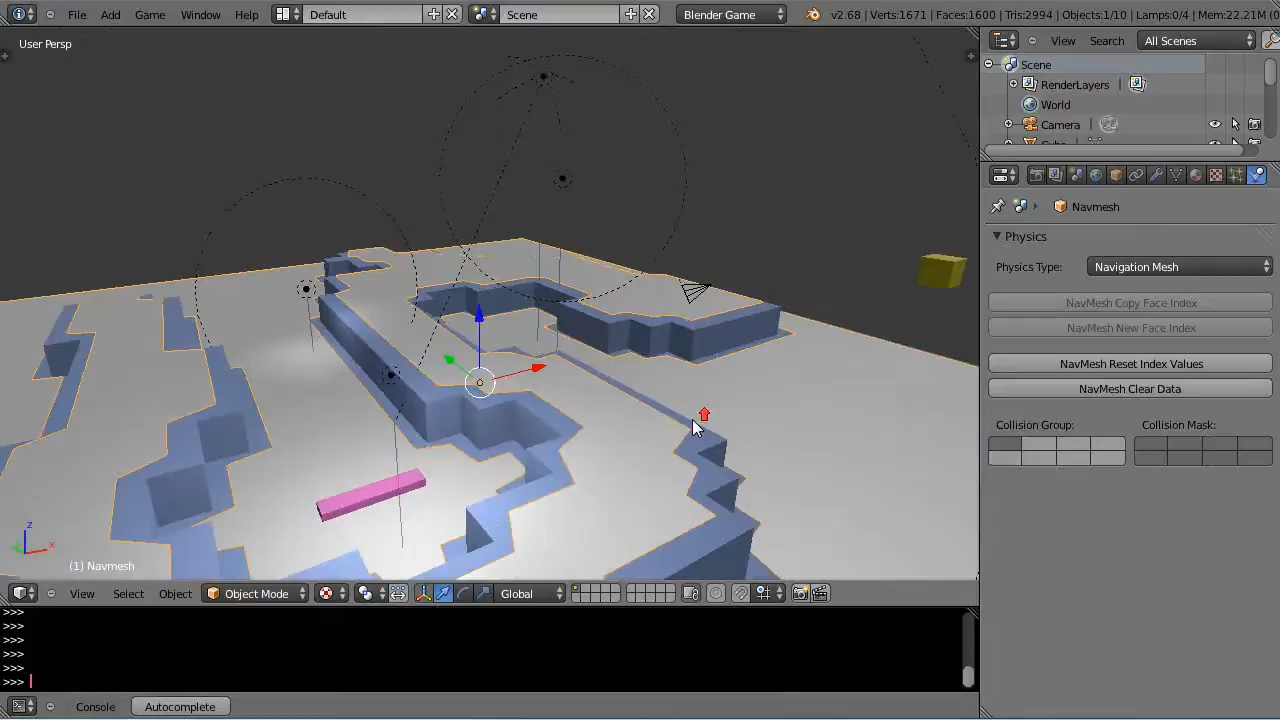 File Add Game Window Help Default Scene Blender Game v2.68 | Verts:1671 | Faces:1600 | Tris:2994 | Objects:1/10 | Lamps:0/4 | Mem:22.21M (0
User Persp
View Search All Scenes
Scene
RenderLayers |
World
Camera |
Navmesh
Physics
Physics Type: Navigation Mesh
NavMesh Copy Face Index
NavMesh New Face Index
NavMesh Reset Index Values
NavMesh Clear Data
Collision Group: Collision Mask:
z
x
(1) Navmesh
View Select Object Object Mode Global
>>>
>>>
>>>
>>>
>>>
>>>
Console Autocomplete